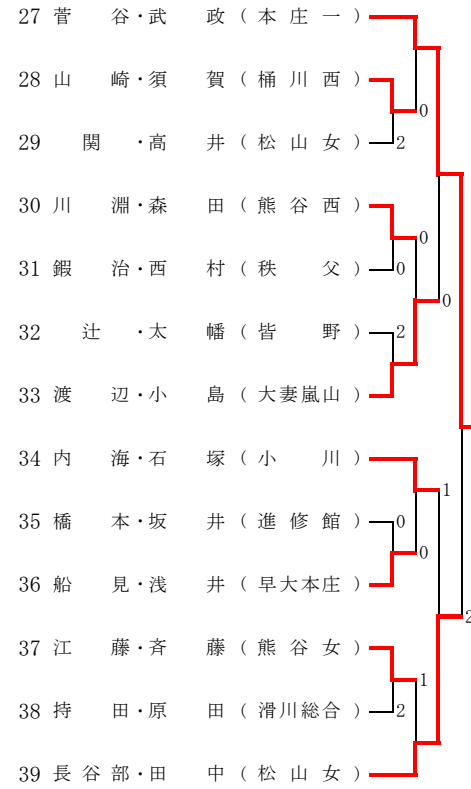 27 菅谷・武政（本庄一）
28 山崎・須賀（桶川西）
0
29 関・高井（松山女） 2
30 川淵・森田（熊谷西）
0
31 鍜治・西村（秩父） 0
0
32 辻・太幡（皆野） 2
33 渡辺・小島（大妻嵐山）
34 内海・石塚（小川）
1
35 橋本・坂井（進修館） 0
0
36 船見・浅井（早大本庄）
2
37 江藤・斉藤（熊谷女）
1
38 持田・原田（滑川総合） 2
39 長谷部・田中（松山女）